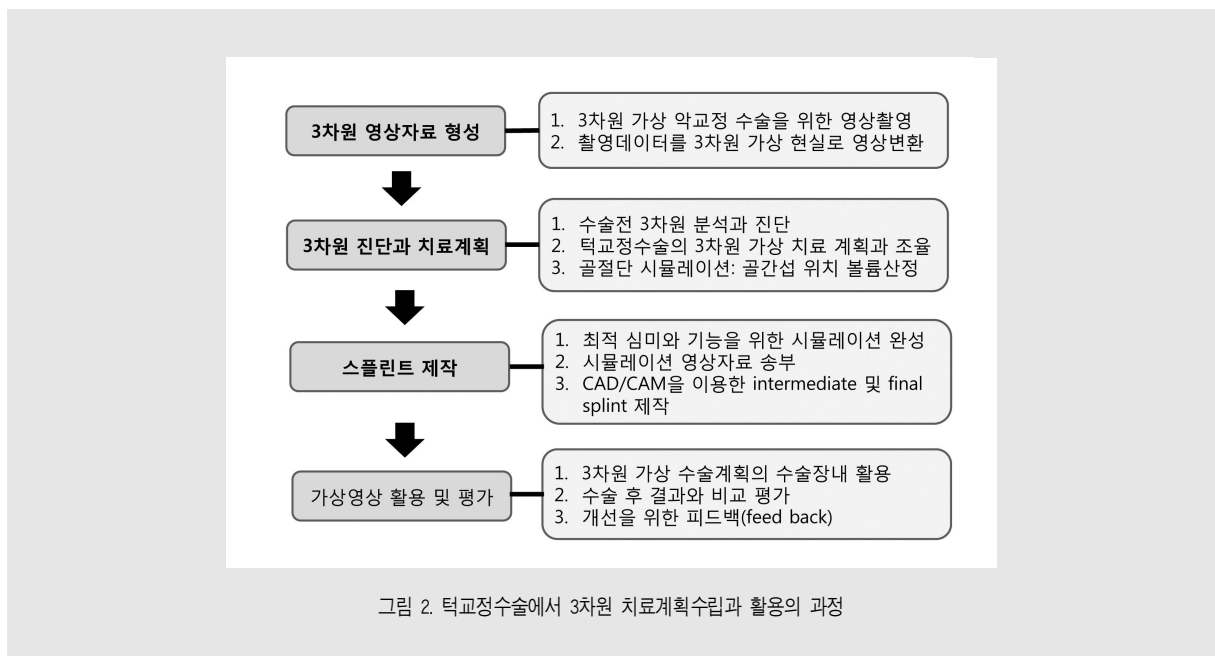 3차원 영상자료 형성
1. 3차원 가상 악교정 수술을 위한 영상촬영
2. 촬영데이터를 3차원 가상 현실로 영상변환
3차원 진단과 치료계획
1. 수술전 3차원 분석과 진단
2. 턱교정수술의 3차원 가상 치료 계획과 조율
3. 골절단 시뮬레이션: 골간섭 위치 볼륨산정
스플린트 제작
1. 최적 심미와 기능을 위한 시뮬레이션 완성
2. 시뮬레이션 영상자료 송부
3. CAD/CAM을 이용한 intermediate 및 final
splint 제작
가상영상 활용 및 평가
1. 3차원 가상 수술계획의 수술장내 활용
2. 수술 후 결과와 비교 평가
3. 개선을 위한 피드백(feed back)
그림 2. 턱교정수술에서 3차원 치료계획수립과 활용의 과정